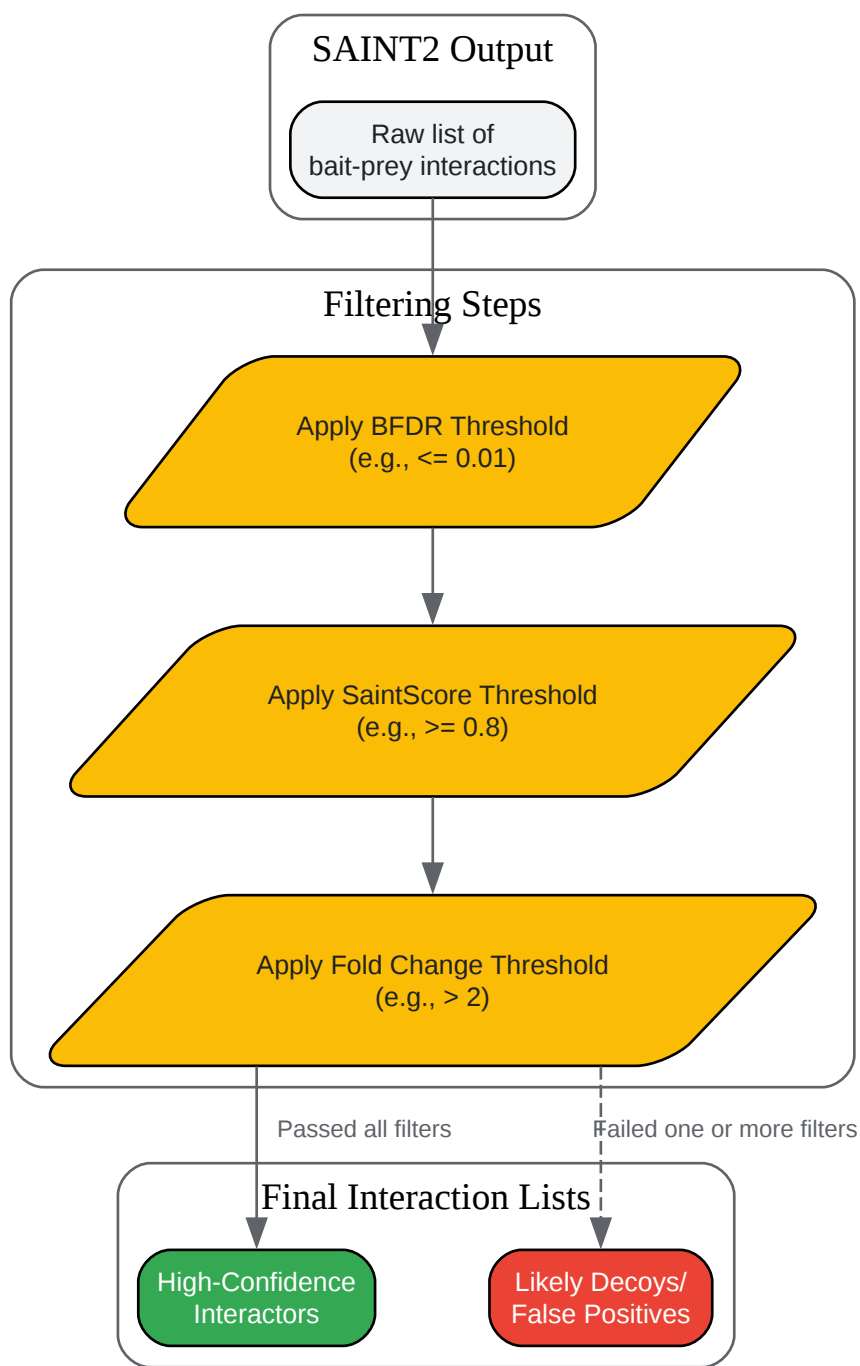 SAINT2 Output
Raw list of
bait-prey interactions
Filtering Steps
Apply BFDR Threshold
(e.g., <= 0.01)
Apply SaintScore Threshold
(e.g., >= 0.8)
Apply Fold Change Threshold
(e.g., > 2)
Passed all filters
Failed one or more filters
Final Interaction Lists
High-Confidence
Interactors
Likely Decoys/
False Positives